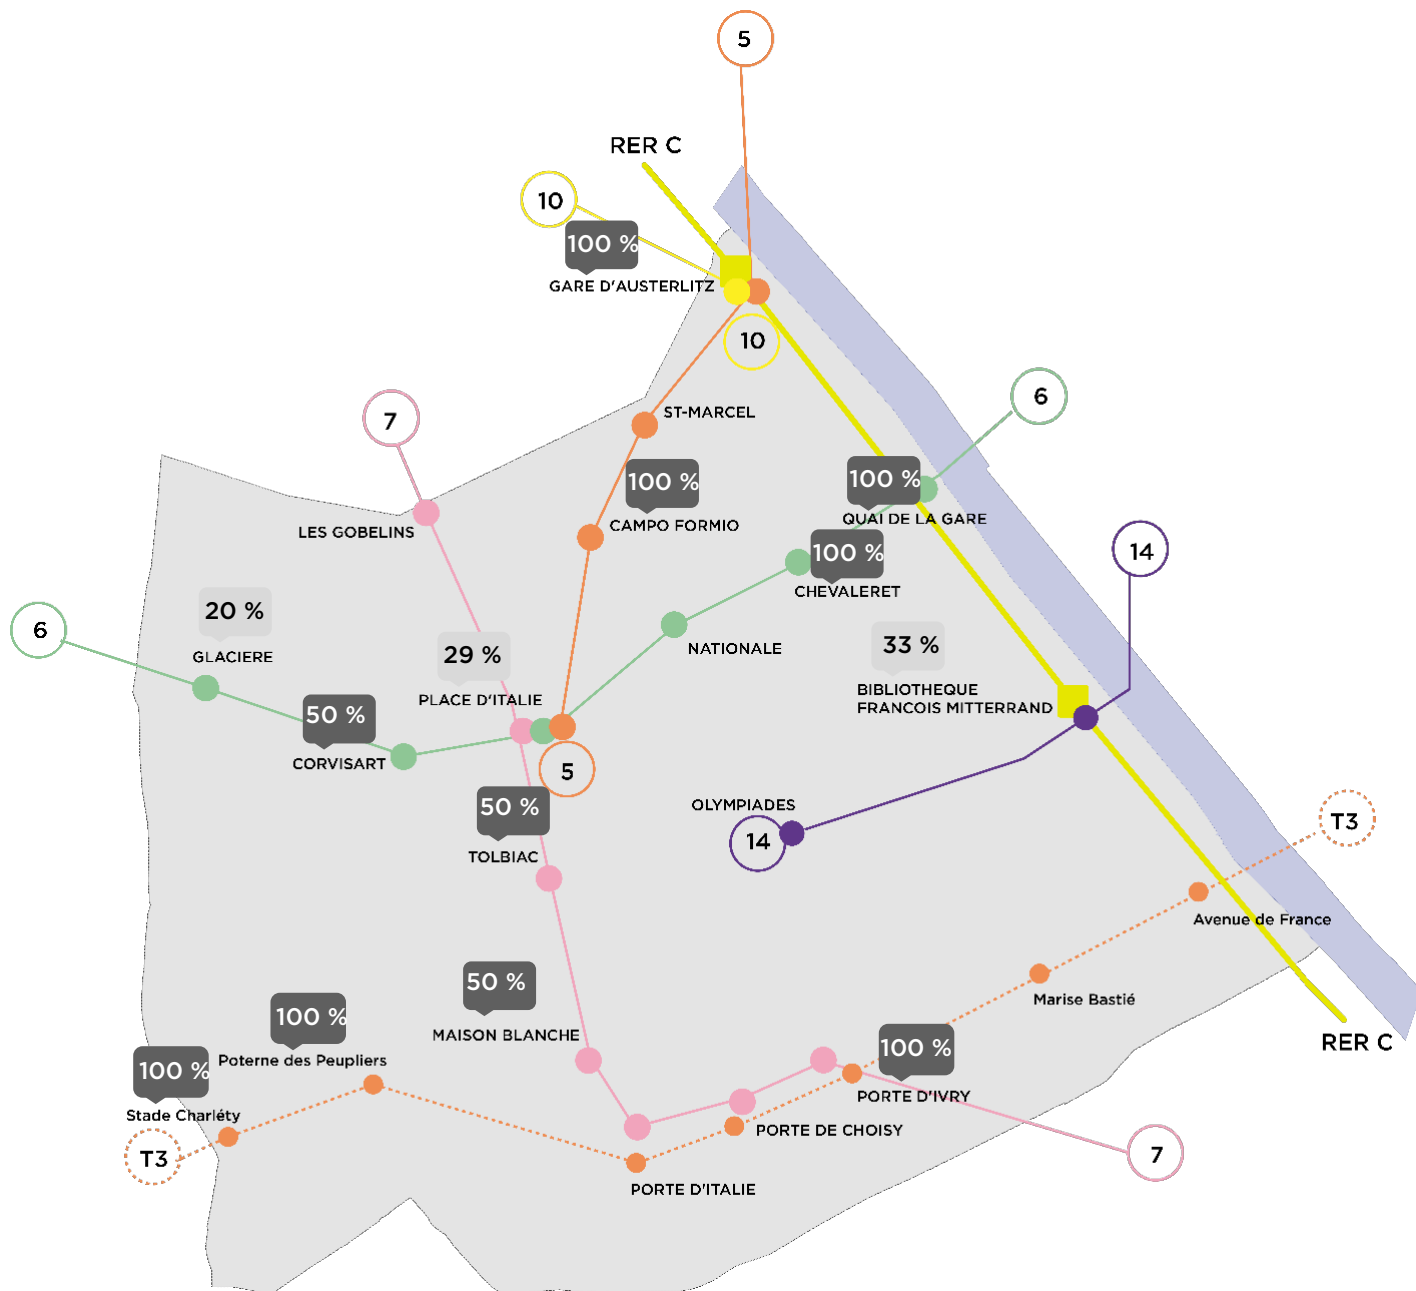 5
RER C
10
100 %
GARE D'AUSTERLITZ
10
6
7
ST-MARCEL
100 %
CAMPO FORMIO
100 %
QUAI DE LA GARE
LES GOBELINS
100 %
CHEVALERET
14
20 %
GLACIERE
6
29 %
PLACE D'ITALIE
NATIONALE
33 %
BIBLIOTHEQUE
FRANCOIS MITTERRAND
50 %
CORVISART
5
50 %
TOLBIAC
OLYMPIADES
14
T3
Avenue de France
50 %
MAISON BLANCHE
Marise Bastié
100 %
Poterne des Peupliers
100 %
Stade Charléty
T3
100 %
PORTE D'IVRY
RER C
PORTE DE CHOISY
7
PORTE D'ITALIE